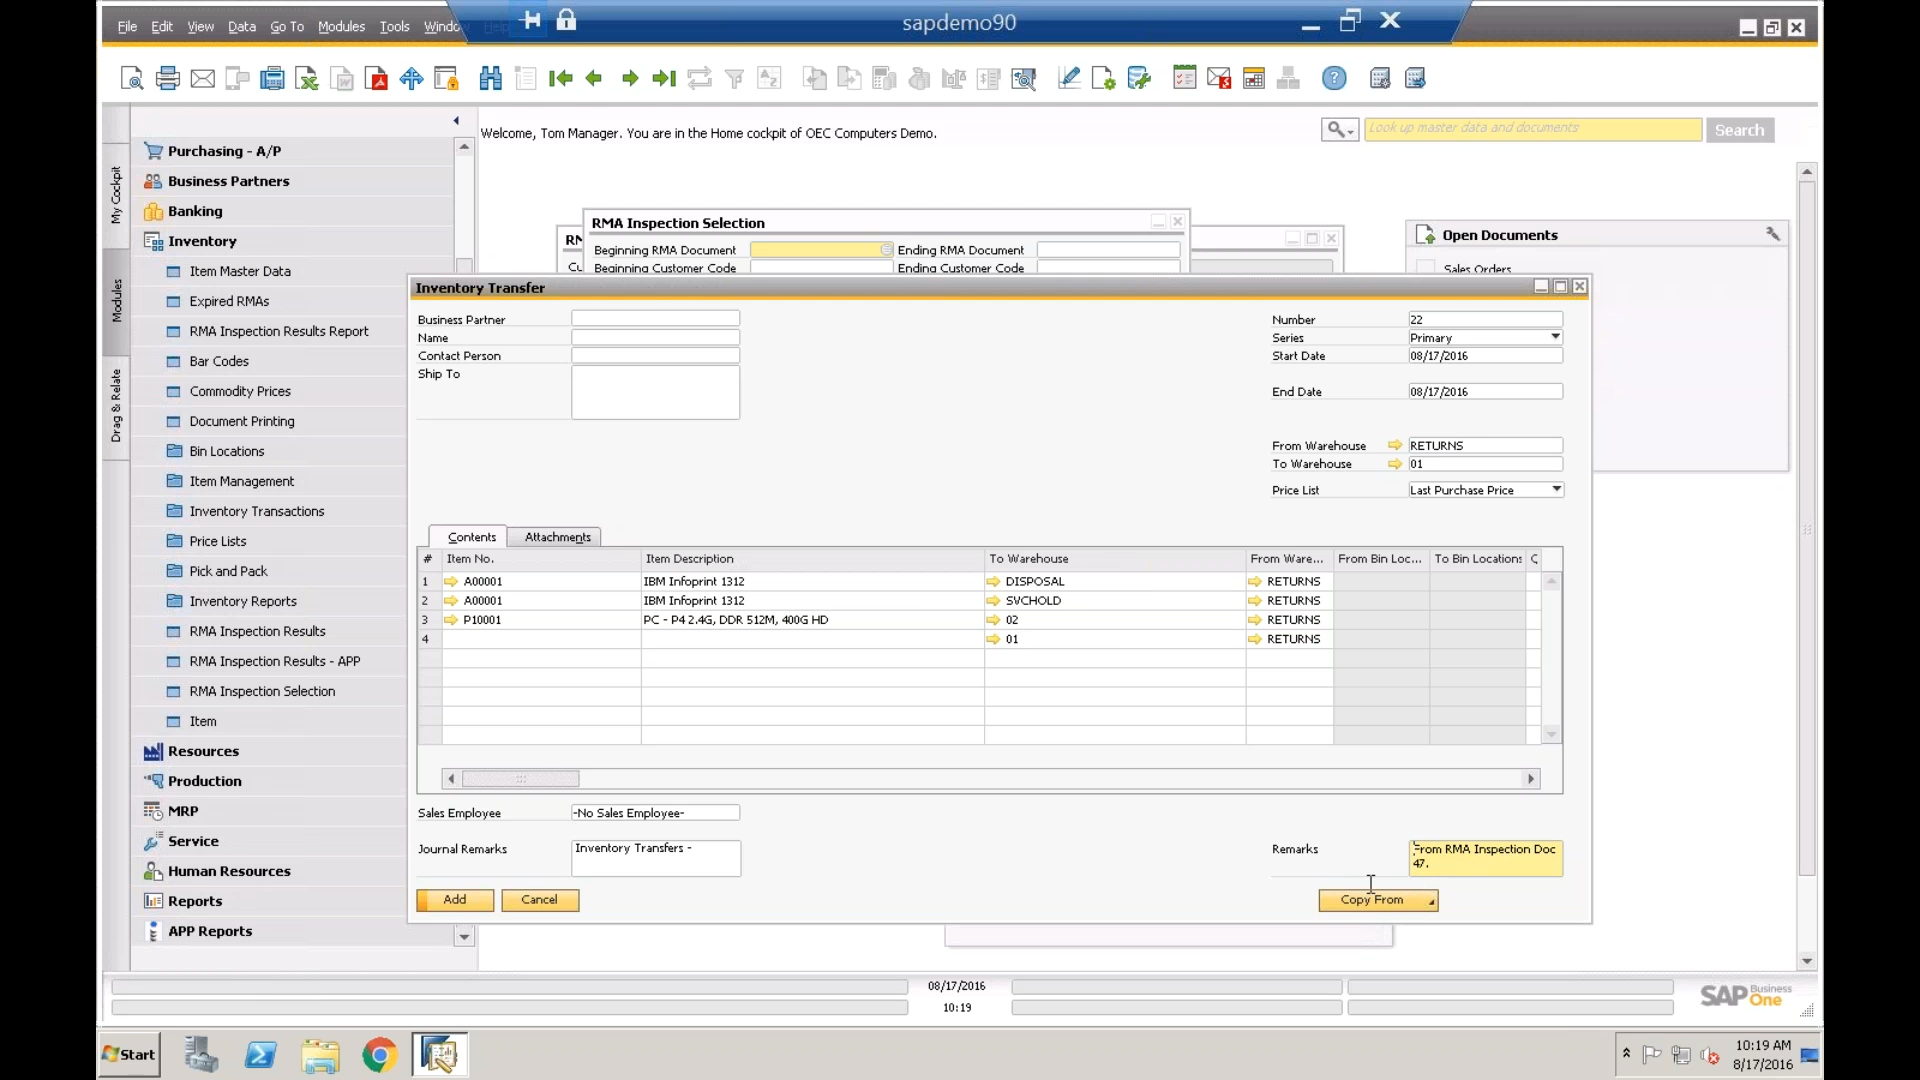 sapdemo90
File Edit View Data Go To Modules Tools Window Help
Welcome, Tom Manager. You are in the Home cockpit of OEC Computers Demo.
Look up master data and documents
Search
My Cockpit
Modules
Drag & Relate
Purchasing - A/P
Business Partners
Banking
Inventory
Item Master Data
Expired RMAs
RMA Inspection Results Report
Bar Codes
Commodity Prices
Document Printing
Bin Locations
Item Management
Inventory Transactions
Price Lists
Pick and Pack
Inventory Reports
RMA Inspection Results
RMA Inspection Results - APP
RMA Inspection Selection
Item
Resources
Production
MRP
Service
Human Resources
Reports
APP Reports
RM
Cu
RMA Inspection Selection
Beginning RMA Document Ending RMA Document
Beginning Customer Code Ending Customer Code
Open Documents
Sales Orders
Inventory Transfer
Business Partner
Name
Contact Person
Ship To
Number 22
Series Primary
Start Date 08/17/2016
End Date 08/17/2016
From Warehouse RETURNS
To Warehouse 01
Price List Last Purchase Price
Contents Attachments
# Item No. Item Description To Warehouse From Ware... From Bin Loc... To Bin Locations Q
1 A00001 IBM Infoprint 1312 DISPOSAL RETURNS
2 A00001 IBM Infoprint 1312 SVCHOLD RETURNS
3 P10001 PC - P4 2.4G, DDR 512M, 400G HD 02 RETURNS
4 01 RETURNS
Sales Employee -No Sales Employee-
Journal Remarks Inventory Transfers -
Remarks From RMA Inspection Doc
47.
Add Cancel Copy From
08/17/2016
10:19
SAP Business One
Start
10:19 AM
8/17/2016